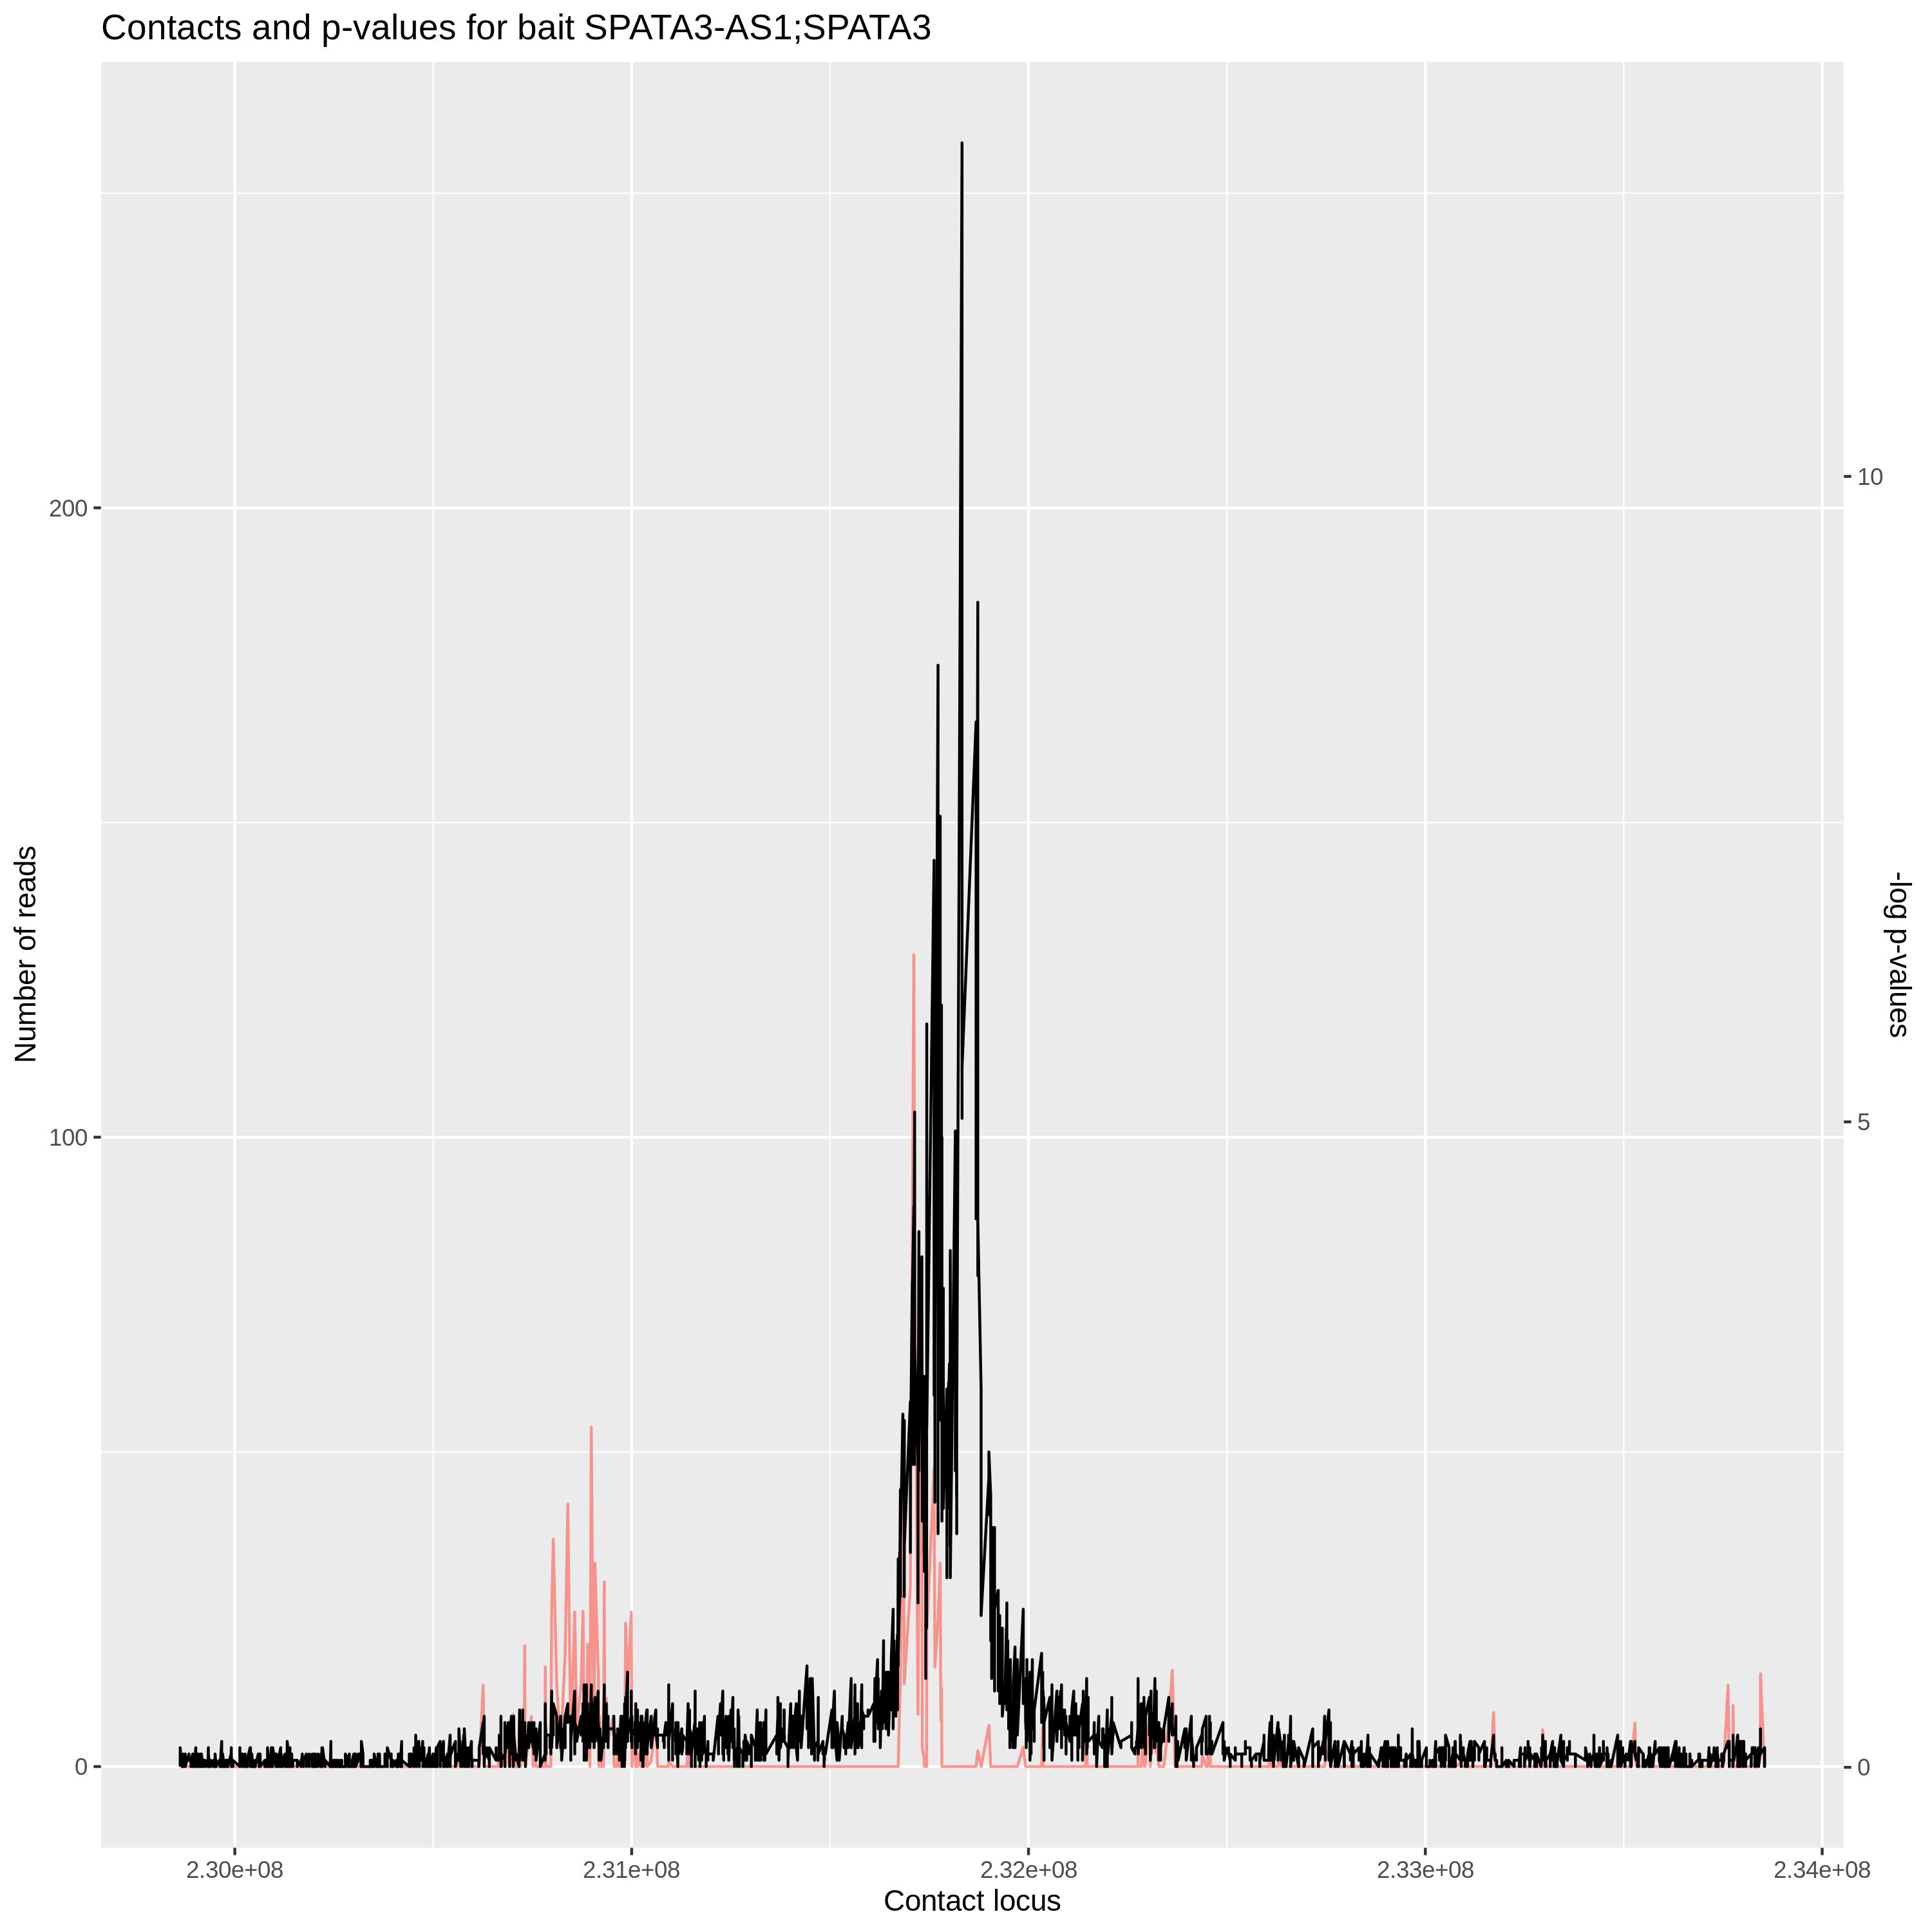 Contacts and p-values for bait SPATA3-AS1;SPATA3
Number of reads
200
100
0
10
5
0
-log p-values
2.30e+08 2.31e+08 2.32e+08 2.33e+08 2.34e+08
Contact locus